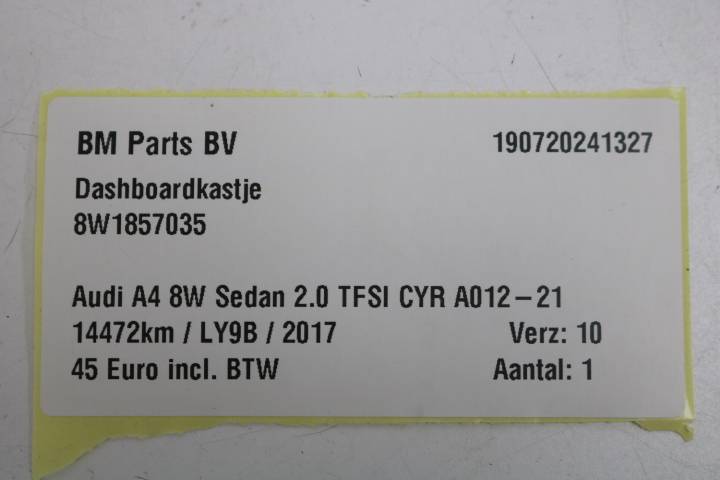 BM Parts BV 190720241327
Dashboardkastje
8W1857035
Audi A4 8W Sedan 2.0 TFSI CYR A012-21
14472km / LY9B / 2017 Verz: 10
45 Euro incl. BTW Aantal: 1